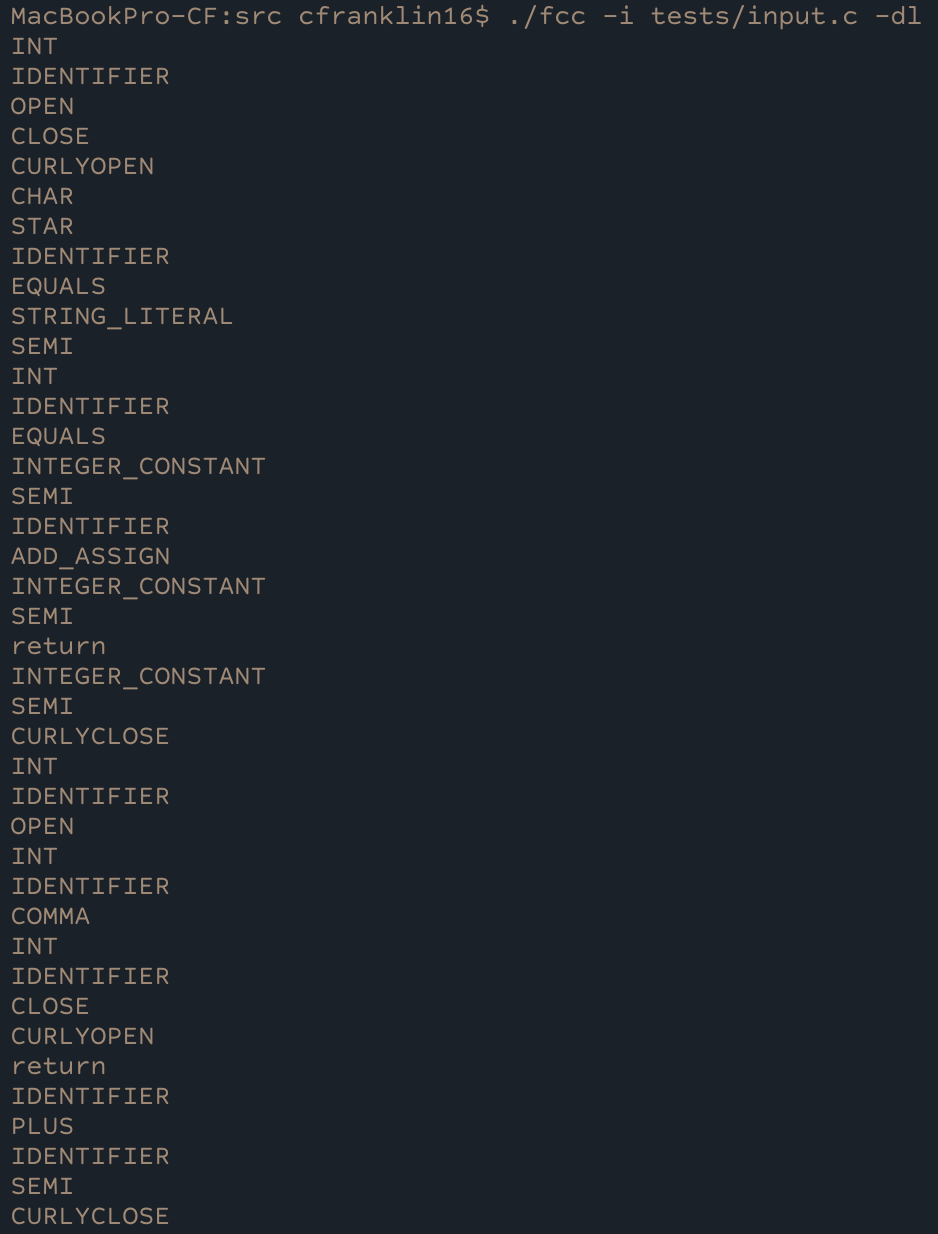 MacBookPro-CF:src cfranklin16$ ./fcc -i tests/input.c -dl
INT
IDENTIFIER
OPEN
CLOSE
CURLYOPEN
CHAR
STAR
IDENTIFIER
EQUALS
STRING_LITERAL
SEMI
INT
IDENTIFIER
EQUALS
INTEGER_CONSTANT
SEMI
IDENTIFIER
ADD_ASSIGN
INTEGER_CONSTANT
SEMI
return
INTEGER_CONSTANT
SEMI
CURLYCLOSE
INT
IDENTIFIER
OPEN
INT
IDENTIFIER
COMMA
INT
IDENTIFIER
CLOSE
CURLYOPEN
return
IDENTIFIER
PLUS
IDENTIFIER
SEMI
CURLYCLOSE